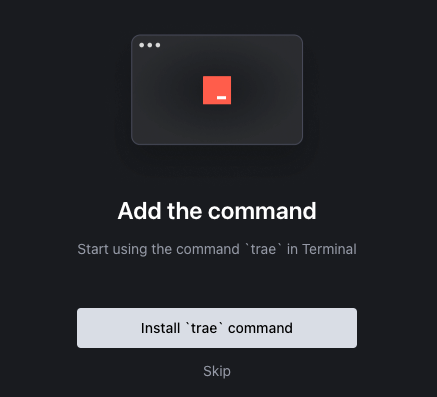 Add the command
Start using the command `trae` in Terminal
Install `trae` command
Skip